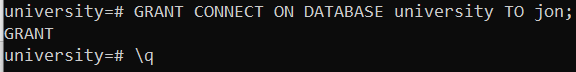 university=# GRANT CONNECT ON DATABASE university TO jon;
GRANT
university=# \q